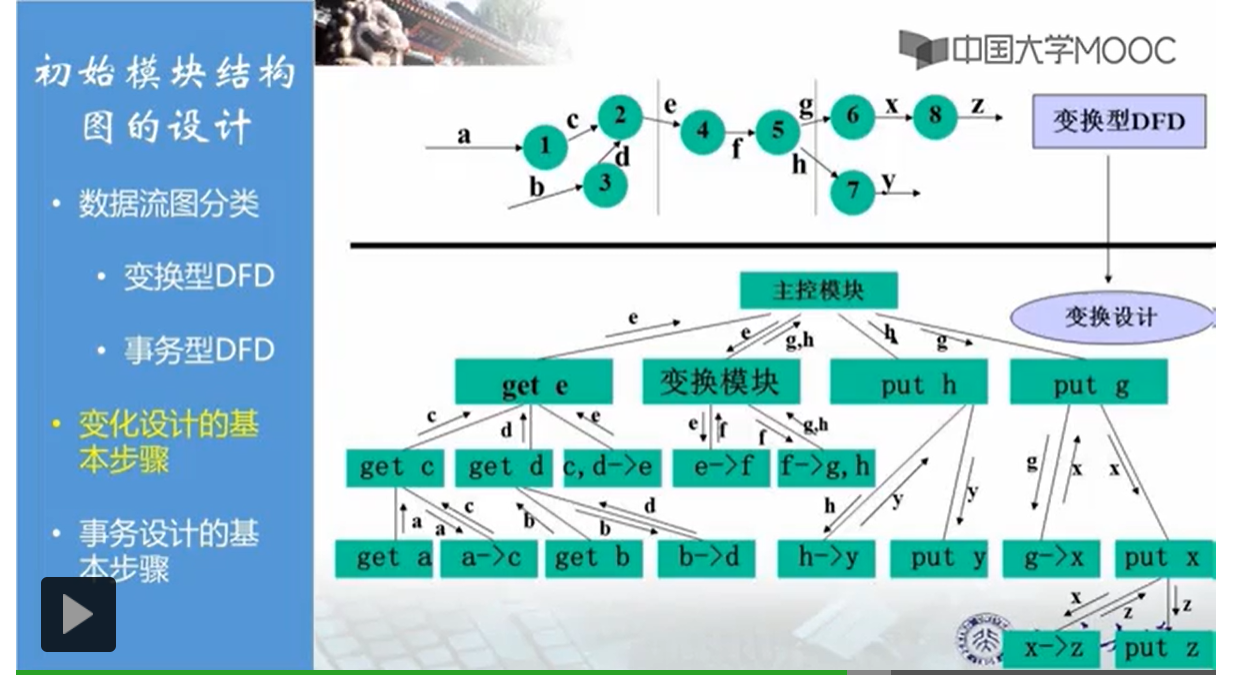 初始模块结构
图的设计
• 数据流图分类
• 变换型DFD
• 事务型DFD
• 变化设计的基
本步骤
• 事务设计的基
本步骤
中国大学MOOC
a
1
c
2
e
4
f
5
g
6
x
8
z
b
3
d
h
7
y
变换型DFD
变换设计
主控模块
e
e
g,h
h
g
get e
变换模块
put h
put g
c
d
e
e
f
f
g,h
get c
get d
c,d->e
e->f
f->g,h
g
x
x
a
a
c
b
b
d
h
y
y
get a
a->c
get b
b->d
h->y
put y
g->x
put x
x
z
z
x->z
put z